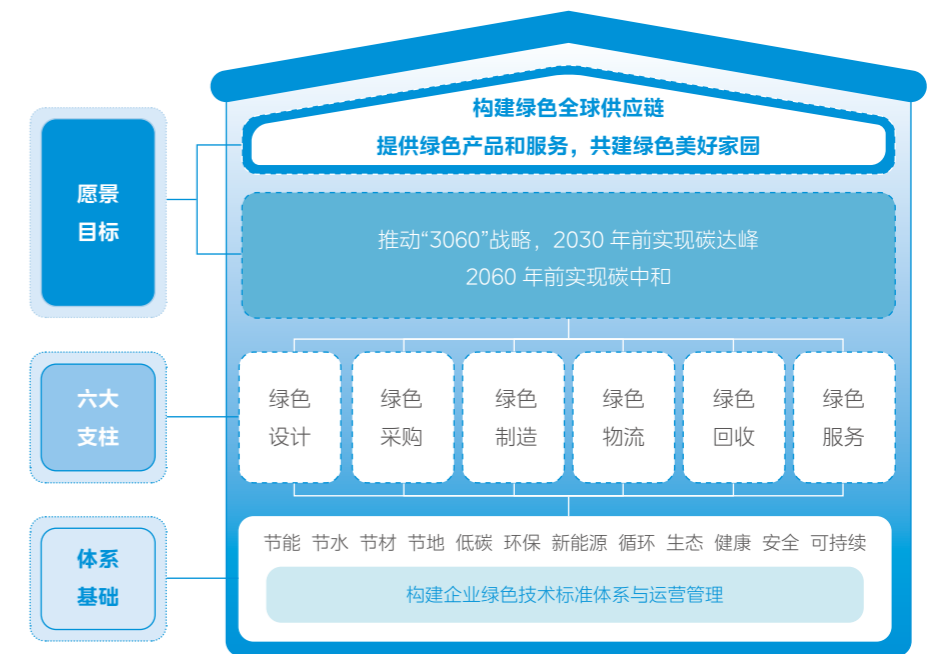 构建绿色全球供应链
提供绿色产品和服务，共建绿色美好家园
愿景
目标
推动“3060”战略，2030 年前实现碳达峰
2060 年前实现碳中和
六大
支柱
绿色
设计
绿色
采购
绿色
制造
绿色
物流
绿色
回收
绿色
服务
体系
基础
节能 节水 节材 节地 低碳 环保 新能源 循环 生态 健康 安全 可持续
构建企业绿色技术标准体系与运营管理